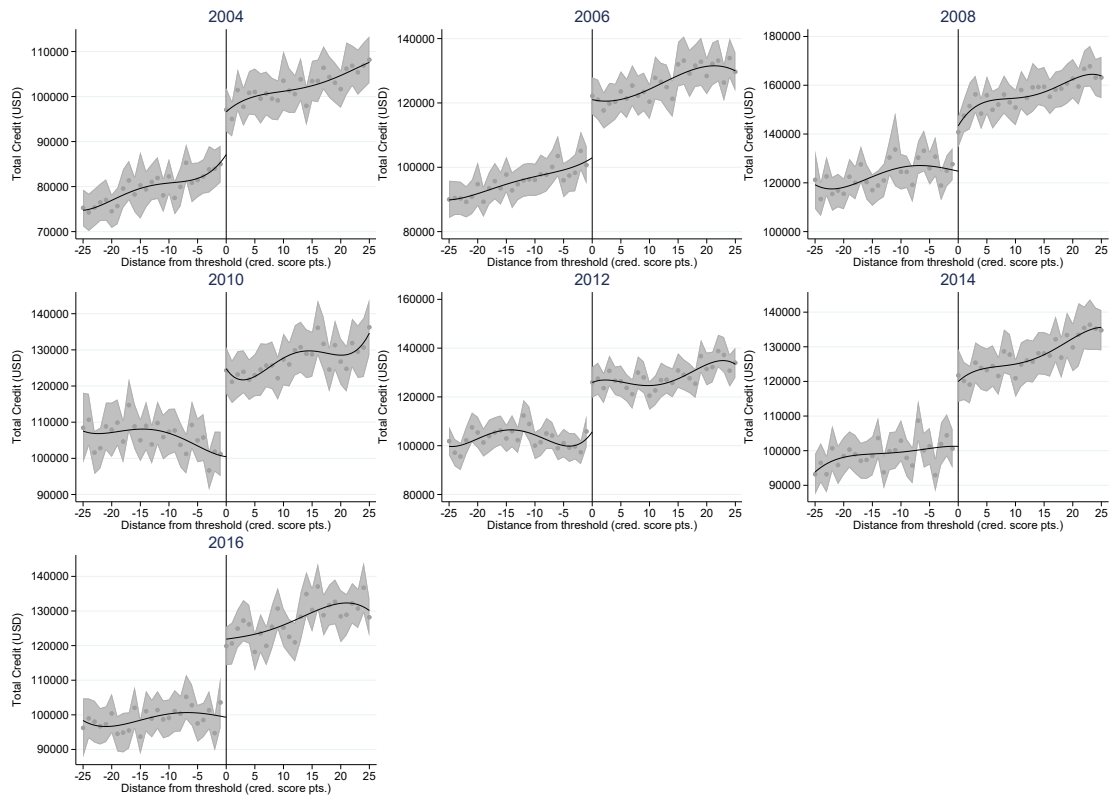 2004
Total Credit (USD)
110000
100000
90000
80000
70000
-25 -20 -15 -10 -5 0 5 10 15 20 25
Distance from threshold (cred. score pts.)
2006
Total Credit (USD)
140000
120000
100000
80000
-25 -20 -15 -10 -5 0 5 10 15 20 25
Distance from threshold (cred. score pts.)
2008
Total Credit (USD)
180000
160000
140000
120000
100000
-25 -20 -15 -10 -5 0 5 10 15 20 25
Distance from threshold (cred. score pts.)
2010
Total Credit (USD)
140000
130000
120000
110000
100000
90000
-25 -20 -15 -10 -5 0 5 10 15 20 25
Distance from threshold (cred. score pts.)
2012
Total Credit (USD)
160000
140000
120000
100000
80000
-25 -20 -15 -10 -5 0 5 10 15 20 25
Distance from threshold (cred. score pts.)
2014
Total Credit (USD)
140000
130000
120000
110000
100000
90000
-25 -20 -15 -10 -5 0 5 10 15 20 25
Distance from threshold (cred. score pts.)
2016
Total Credit (USD)
140000
130000
120000
110000
100000
90000
-25 -20 -15 -10 -5 0 5 10 15 20 25
Distance from threshold (cred. score pts.)